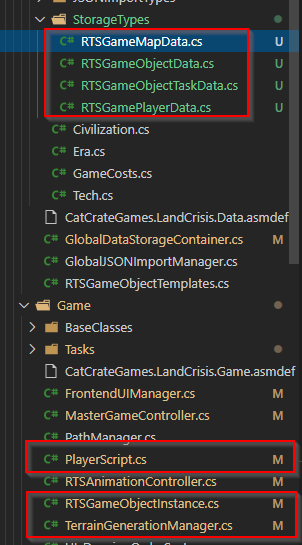 JSONImportTypes
StorageTypes
C# RTSGameMapData.cs U
C# RTSGameObjectData.cs U
C# RTSGameObjectTaskData.cs U
C# RTSGamePlayerData.cs U
C# Civilization.cs
C# Era.cs
C# GameCosts.cs
C# Tech.cs
CatCrateGames.LandCrisis.Data.asmdef
C# GlobalDataStorageContainer.cs M
C# GlobalJSONImportManager.cs
C# RTSGameObjectTemplates.cs
Game
BaseClasses
Tasks
CatCrateGames.LandCrisis.Game.asmdef
C# FrontendUIManager.cs M
C# MasterGameController.cs M
C# PathManager.cs
C# PlayerScript.cs M
C# RTSAnimationController.cs M
C# RTSGameObjectInstance.cs M
C# TerrainGenerationManager.cs M